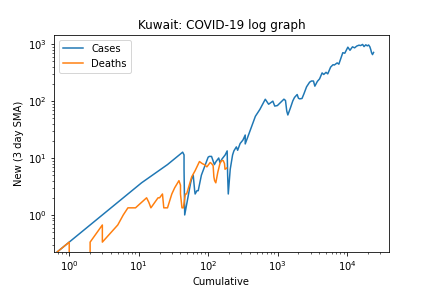 Kuwait: COVID-19 log graph
Cases
Deaths
New (3 day SMA)
10³
10²
10¹
10⁰
10⁰ 10¹ 10² 10³ 10⁴
Cumulative